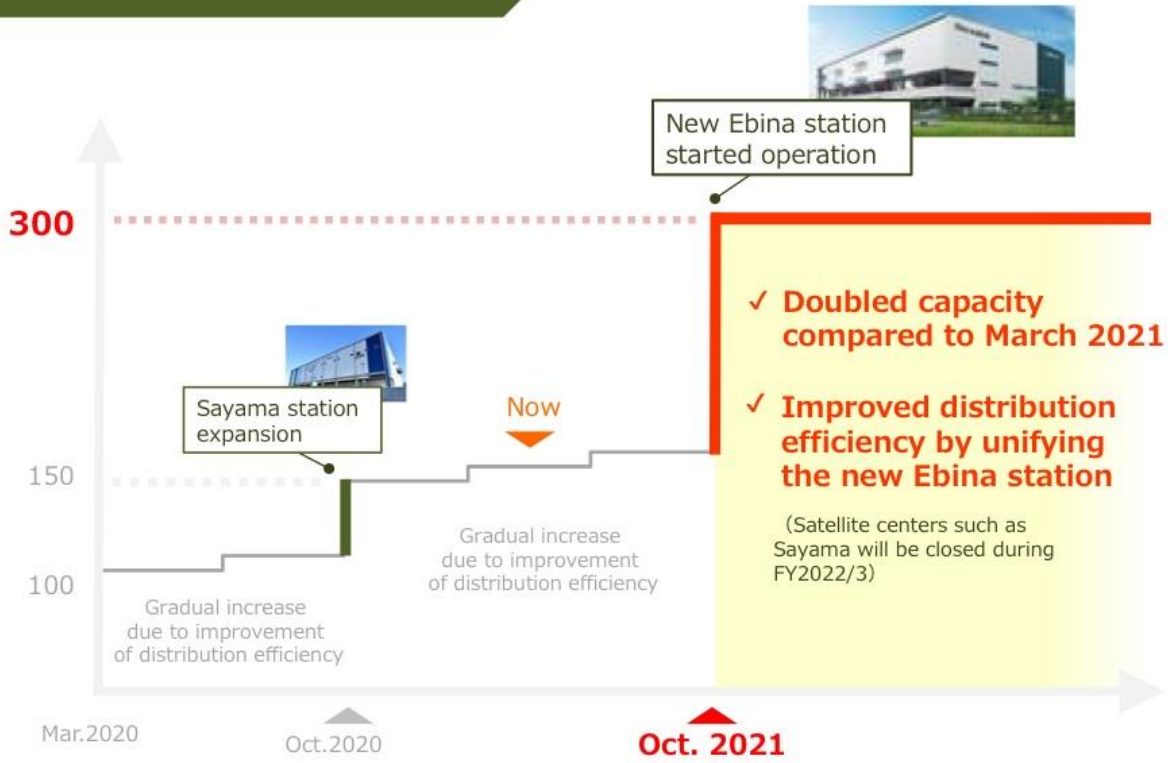 New Ebina station
started operation
300
✓ Doubled capacity
compared to March 2021
Sayama station
expansion
Now
✓ Improved distribution
efficiency by unifying
the new Ebina station
150
(Satellite centers such as
Sayama will be closed during
FY2022/3)
Gradual increase
due to improvement
of distribution efficiency
100
Gradual increase
due to improvement
of distribution efficiency
Mar.2020
Oct.2020
Oct. 2021